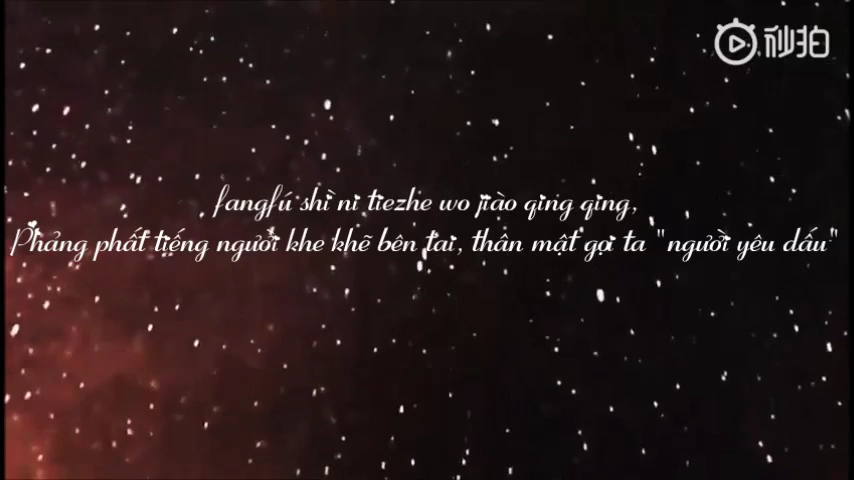 秒拍
fangfú shì ni tiezhe wo jiào qing qing,
Phảng phất tiếng người khe khẽ bên tai, thân mật gọi ta "người yêu dấu"